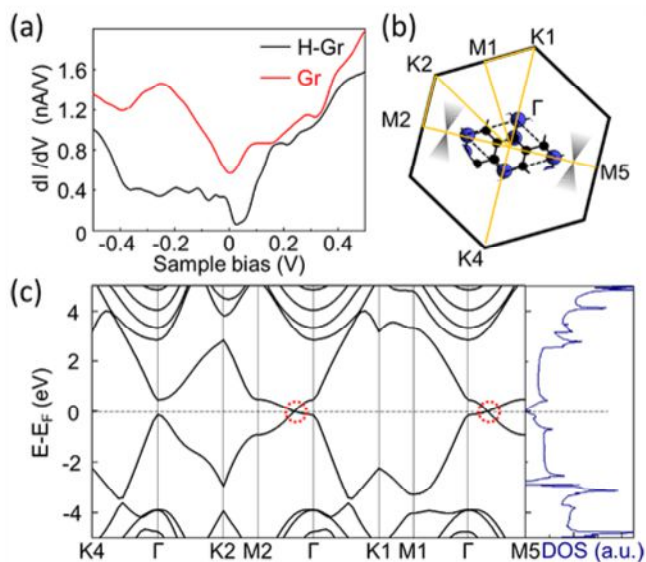 (a)
H-Gr
Gr
dI/dV (nA/V)
1.6
1.2
0.8
0.4
0
-0.4 -0.2 0 0.2 0.4
Sample bias (V)
(b)
K1
M1
K2
Γ
M2
M5
K4
(c)
E-EF (eV)
4
2
0
-2
-4
K4 Γ K2 M2 Γ K1 M1 Γ M5 DOS (a.u.)